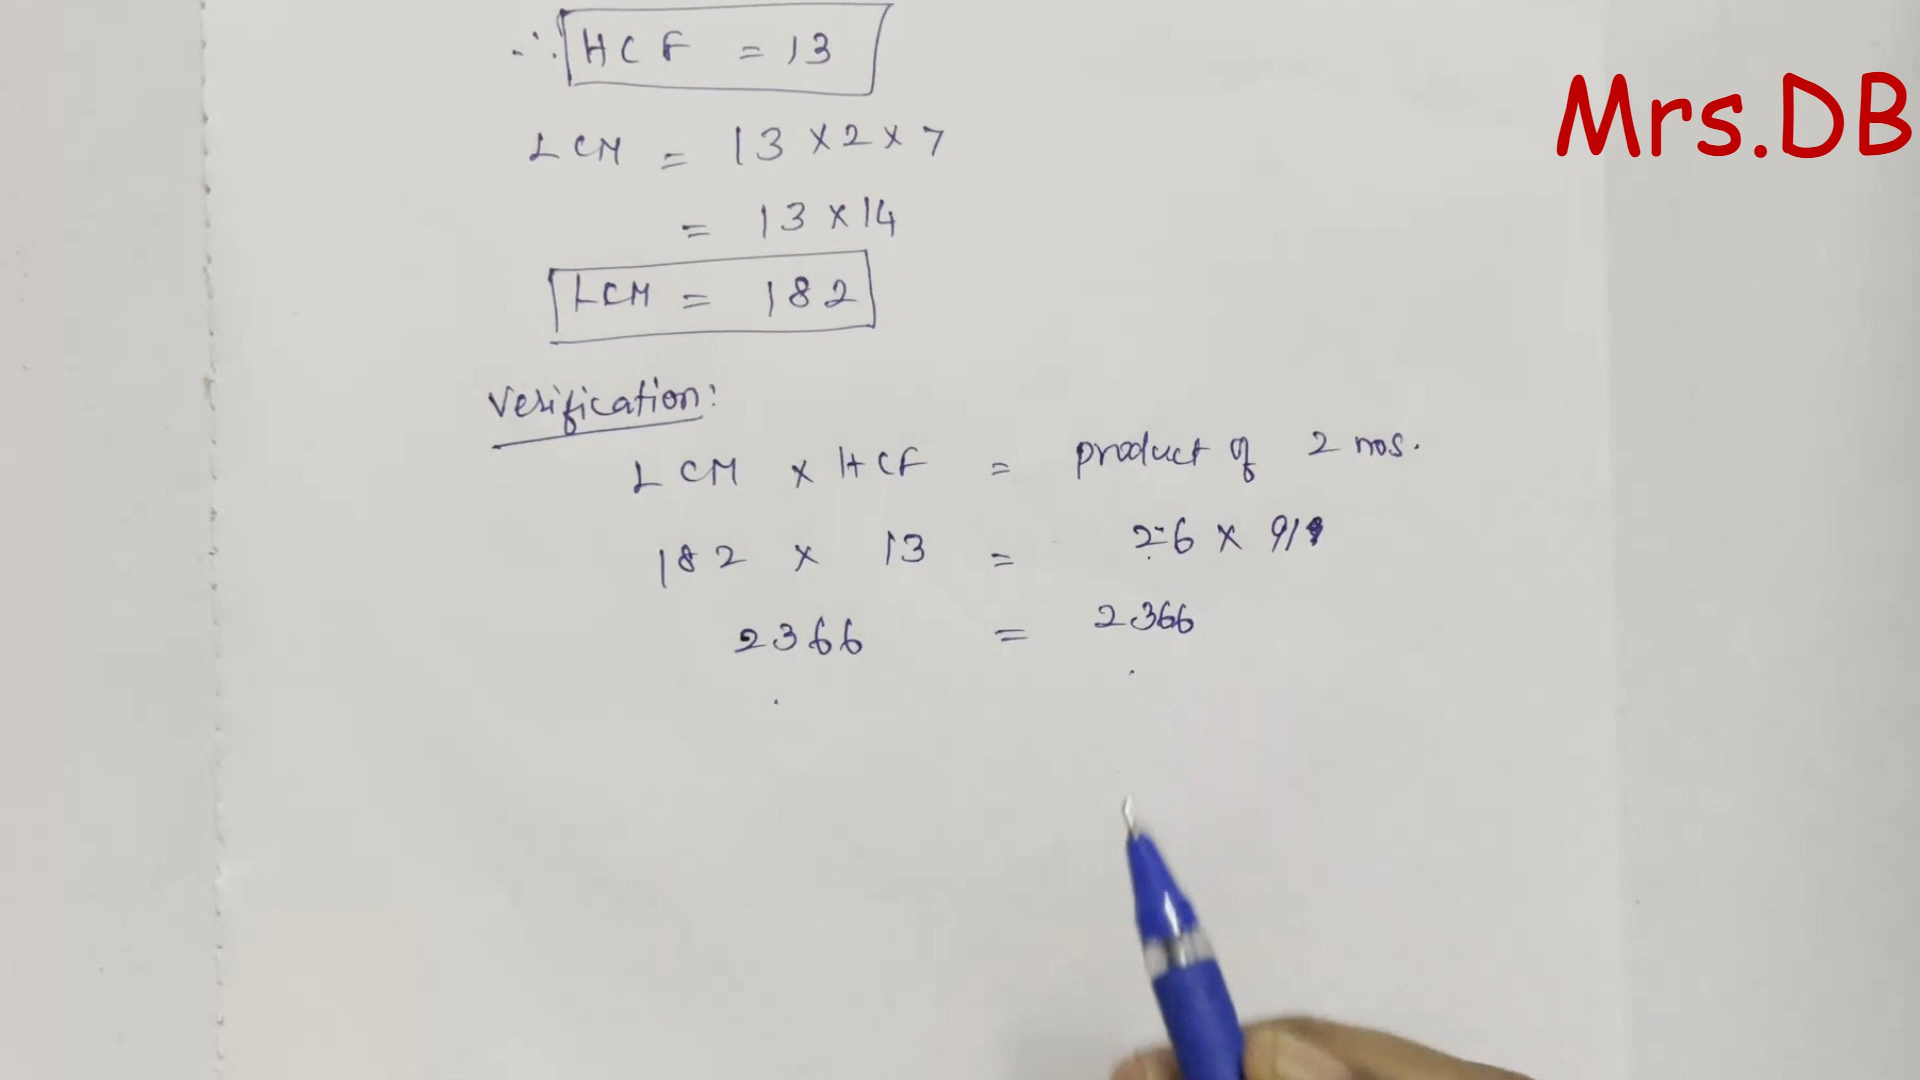 ∴ HCF = 13
Mrs.DB
LCM = 13 × 2 × 7
= 13 × 14
LCM = 182
Verification:
LCM × HCF = product of 2 nos.
182 × 13 = 26 × 91
2366 = 2366